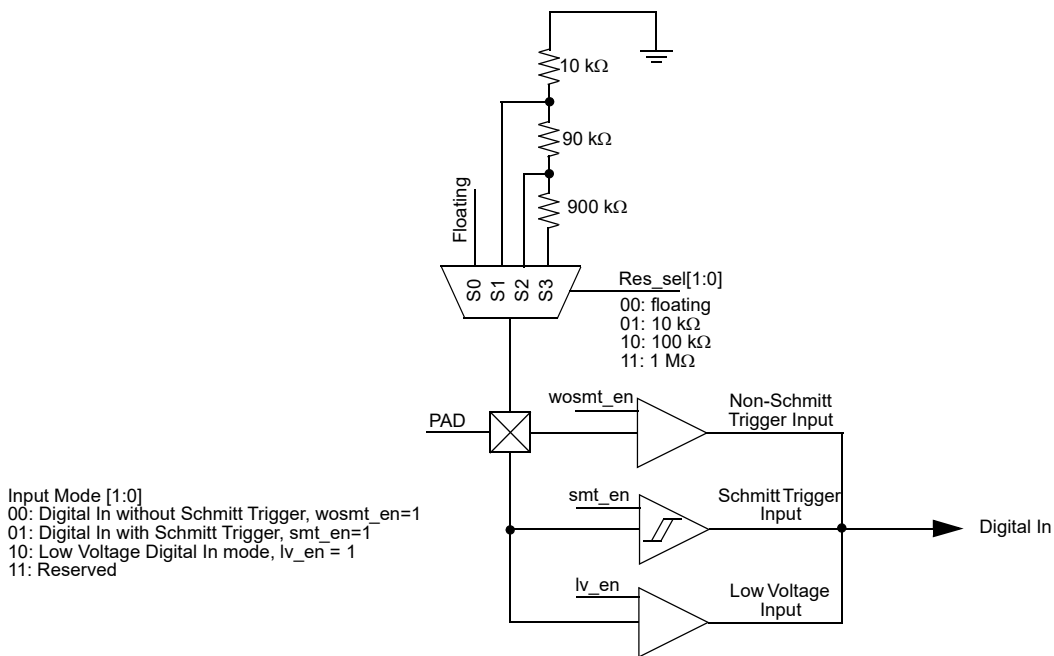 10 kΩ
90 kΩ
900 kΩ
Floating
S0
S1
S2
S3
Res_sel[1:0]
00: floating
01: 10 kΩ
10: 100 kΩ
11: 1 MΩ
wosmt_en
Non-Schmitt
Trigger Input
PAD
Input Mode [1:0]
00: Digital In without Schmitt Trigger, wosmt_en=1
01: Digital In with Schmitt Trigger, smt_en=1
10: Low Voltage Digital In mode, lv_en = 1
11: Reserved
smt_en
Schmitt Trigger
Input
Digital In
lv_en
Low Voltage
Input